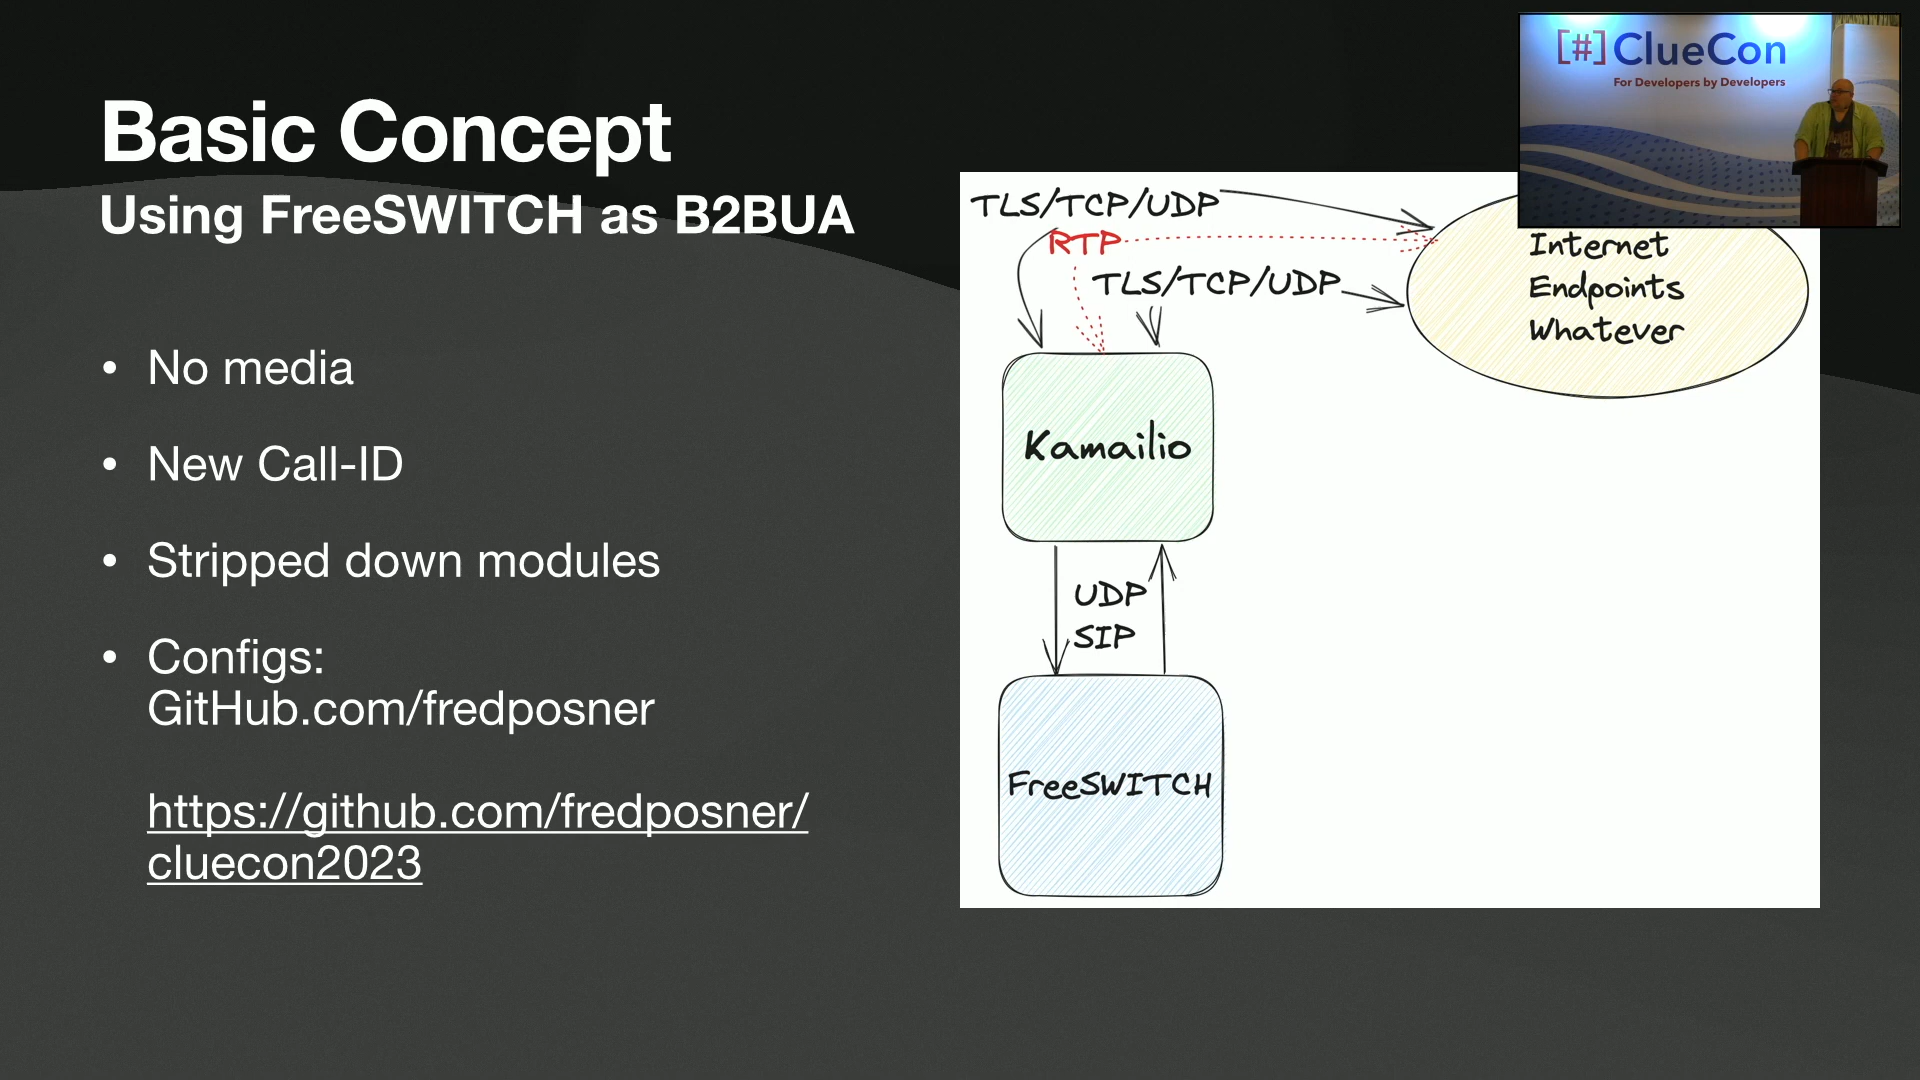 Basic Concept
Using FreeSWITCH as B2BUA
• No media
• New Call-ID
• Stripped down modules
• Configs:
GitHub.com/fredposner
https://github.com/fredposner/
cluecon2023
TLS/TCP/UDP
RTP
TLS/TCP/UDP
Internet
Endpoints
Whatever
Kamailio
UDP
SIP
FreeSWITCH
[#] ClueCon
For Developers by Developers